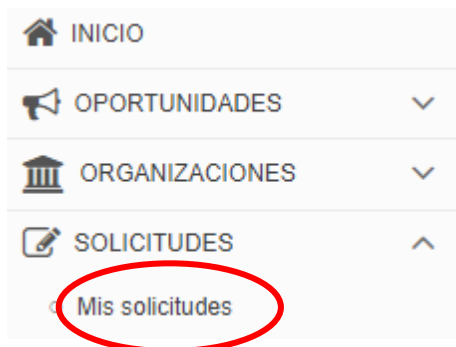 INICIO
OPORTUNIDADES
ORGANIZACIONES
SOLICITUDES
Mis solicitudes